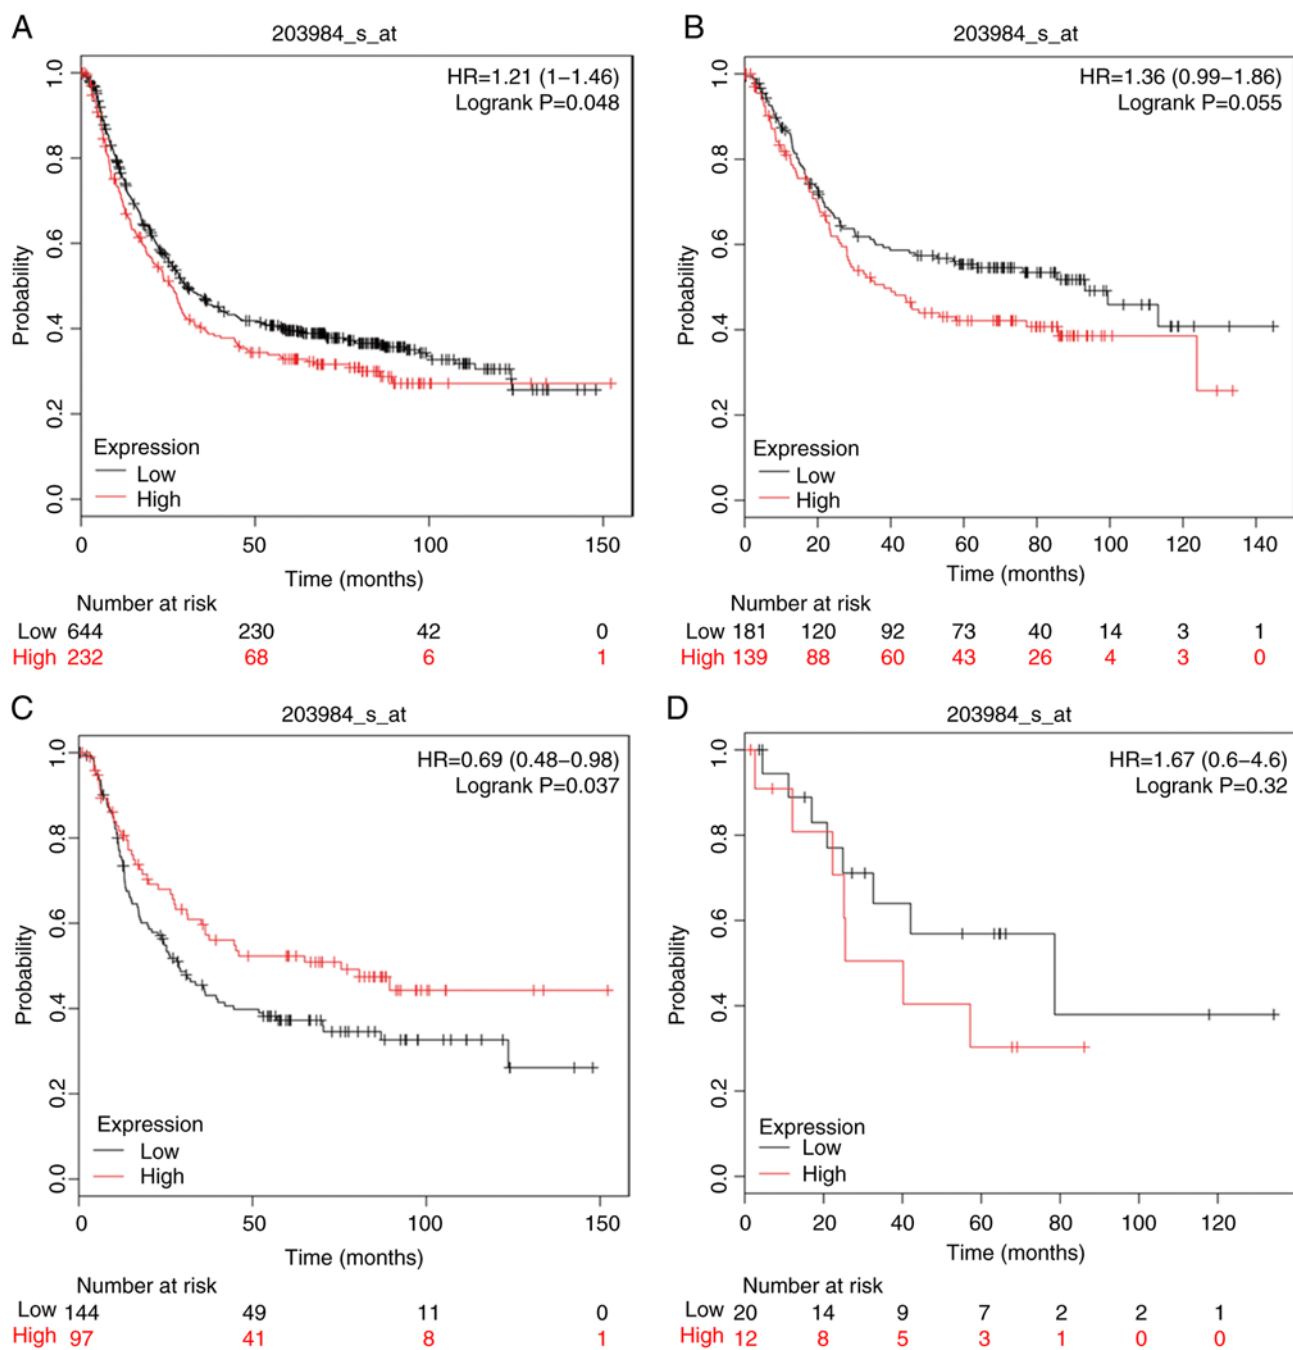 A
203984_s_at
HR=1.21 (1–1.46)
Logrank P=0.048
Probability
1.0
0.8
0.6
0.4
0.2
0.0
Expression
Low
High
0 50 100 150
Time (months)
Number at risk
Low 644 230 42 0
High 232 68 6 1
B
203984_s_at
HR=1.36 (0.99–1.86)
Logrank P=0.055
Probability
1.0
0.8
0.6
0.4
0.2
0.0
Expression
Low
High
0 20 40 60 80 100 120 140
Time (months)
Number at risk
Low 181 120 92 73 40 14 3 1
High 139 88 60 43 26 4 3 0
C
203984_s_at
HR=0.69 (0.48–0.98)
Logrank P=0.037
Probability
1.0
0.8
0.6
0.4
0.2
0.0
Expression
Low
High
0 50 100 150
Time (months)
Number at risk
Low 144 49 11 0
High 97 41 8 1
D
203984_s_at
HR=1.67 (0.6–4.6)
Logrank P=0.32
Probability
1.0
0.8
0.6
0.4
0.2
0.0
Expression
Low
High
0 20 40 60 80 100 120
Time (months)
Number at risk
Low 20 14 9 7 2 2 1
High 12 8 5 3 1 0 0